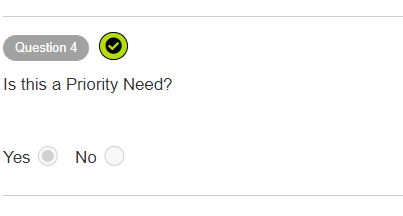 Question 4
Is this a Priority Need?
Yes No